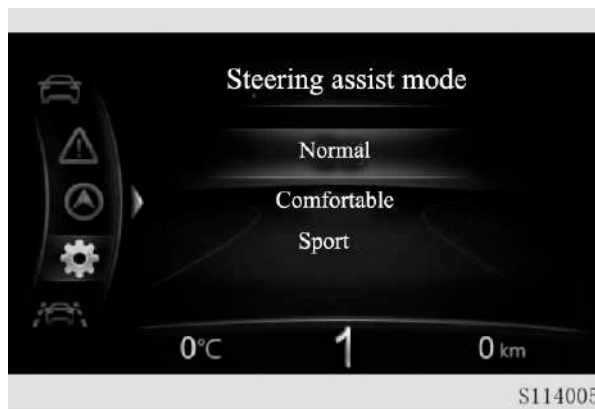 Steering assist mode
Normal
Comfortable
Sport
0°C 1 0 km
S114005